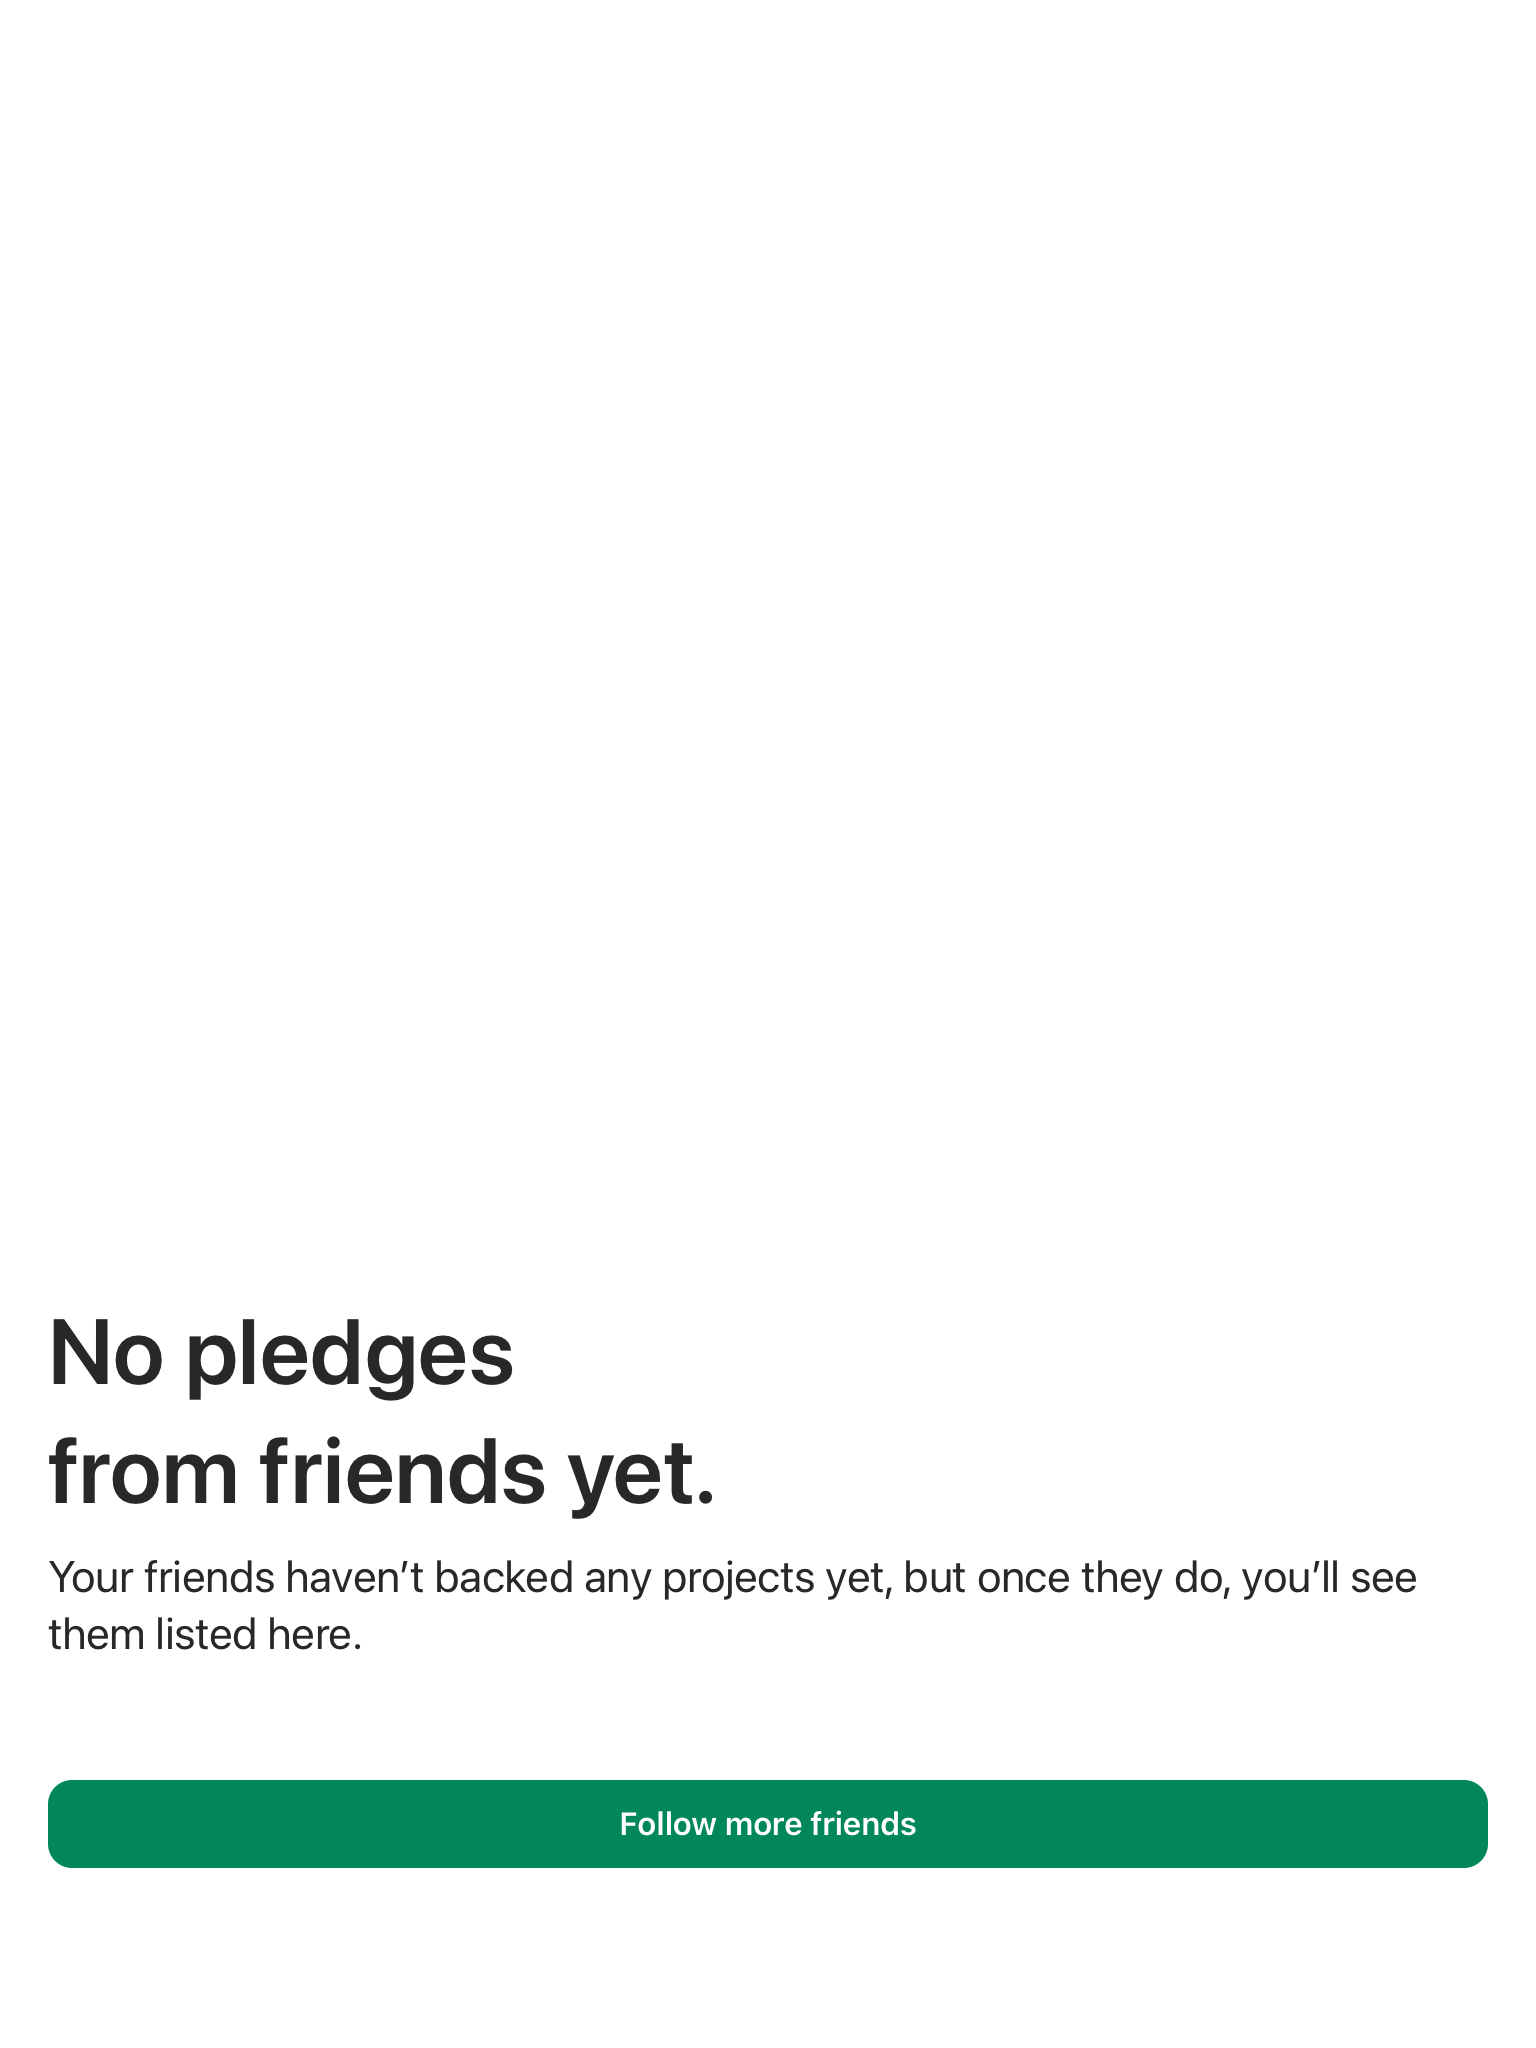 No pledges
from friends yet.
Your friends haven’t backed any projects yet, but once they do, you’ll see
them listed here.
Follow more friends